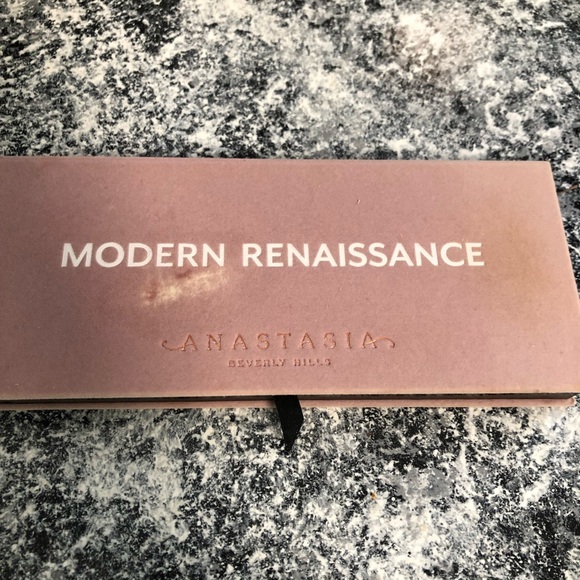 MODERN RENAISSANCE
ANASTASIA
BEVERLY HILLS